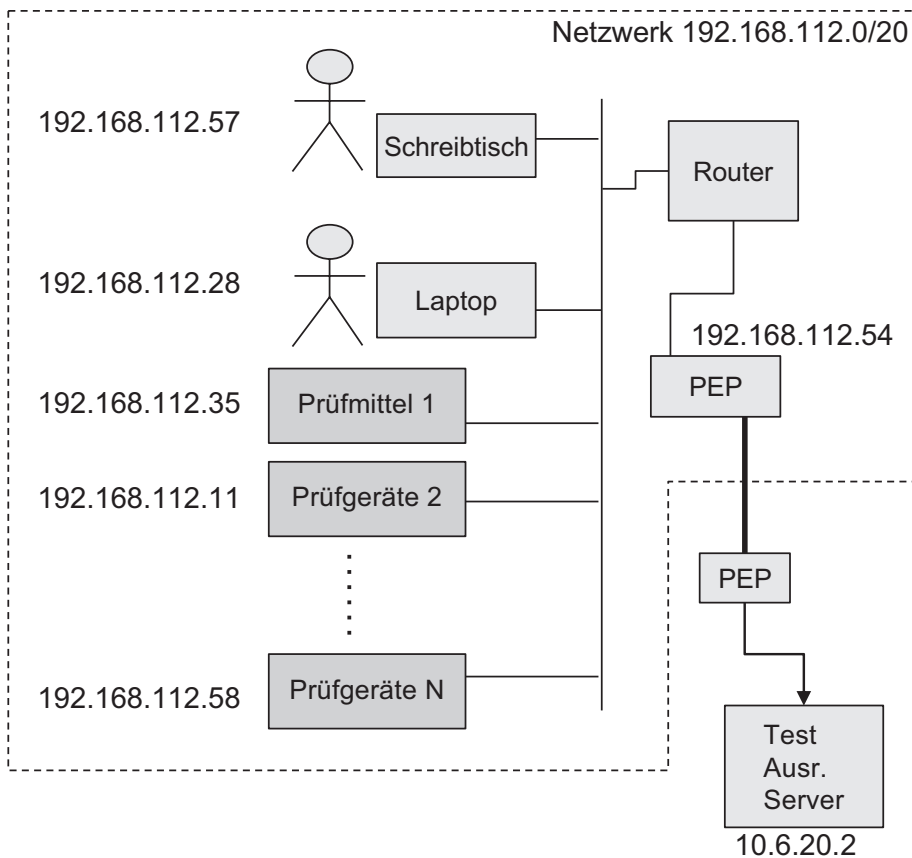 Netzwerk 192.168.112.0/20
192.168.112.57
Schreibtisch
Router
192.168.112.28
Laptop
192.168.112.54
PEP
192.168.112.35
Prüfmittel 1
192.168.112.11
Prüfgeräte 2
PEP
192.168.112.58
Prüfgeräte N
Test
Ausr.
Server
10.6.20.2